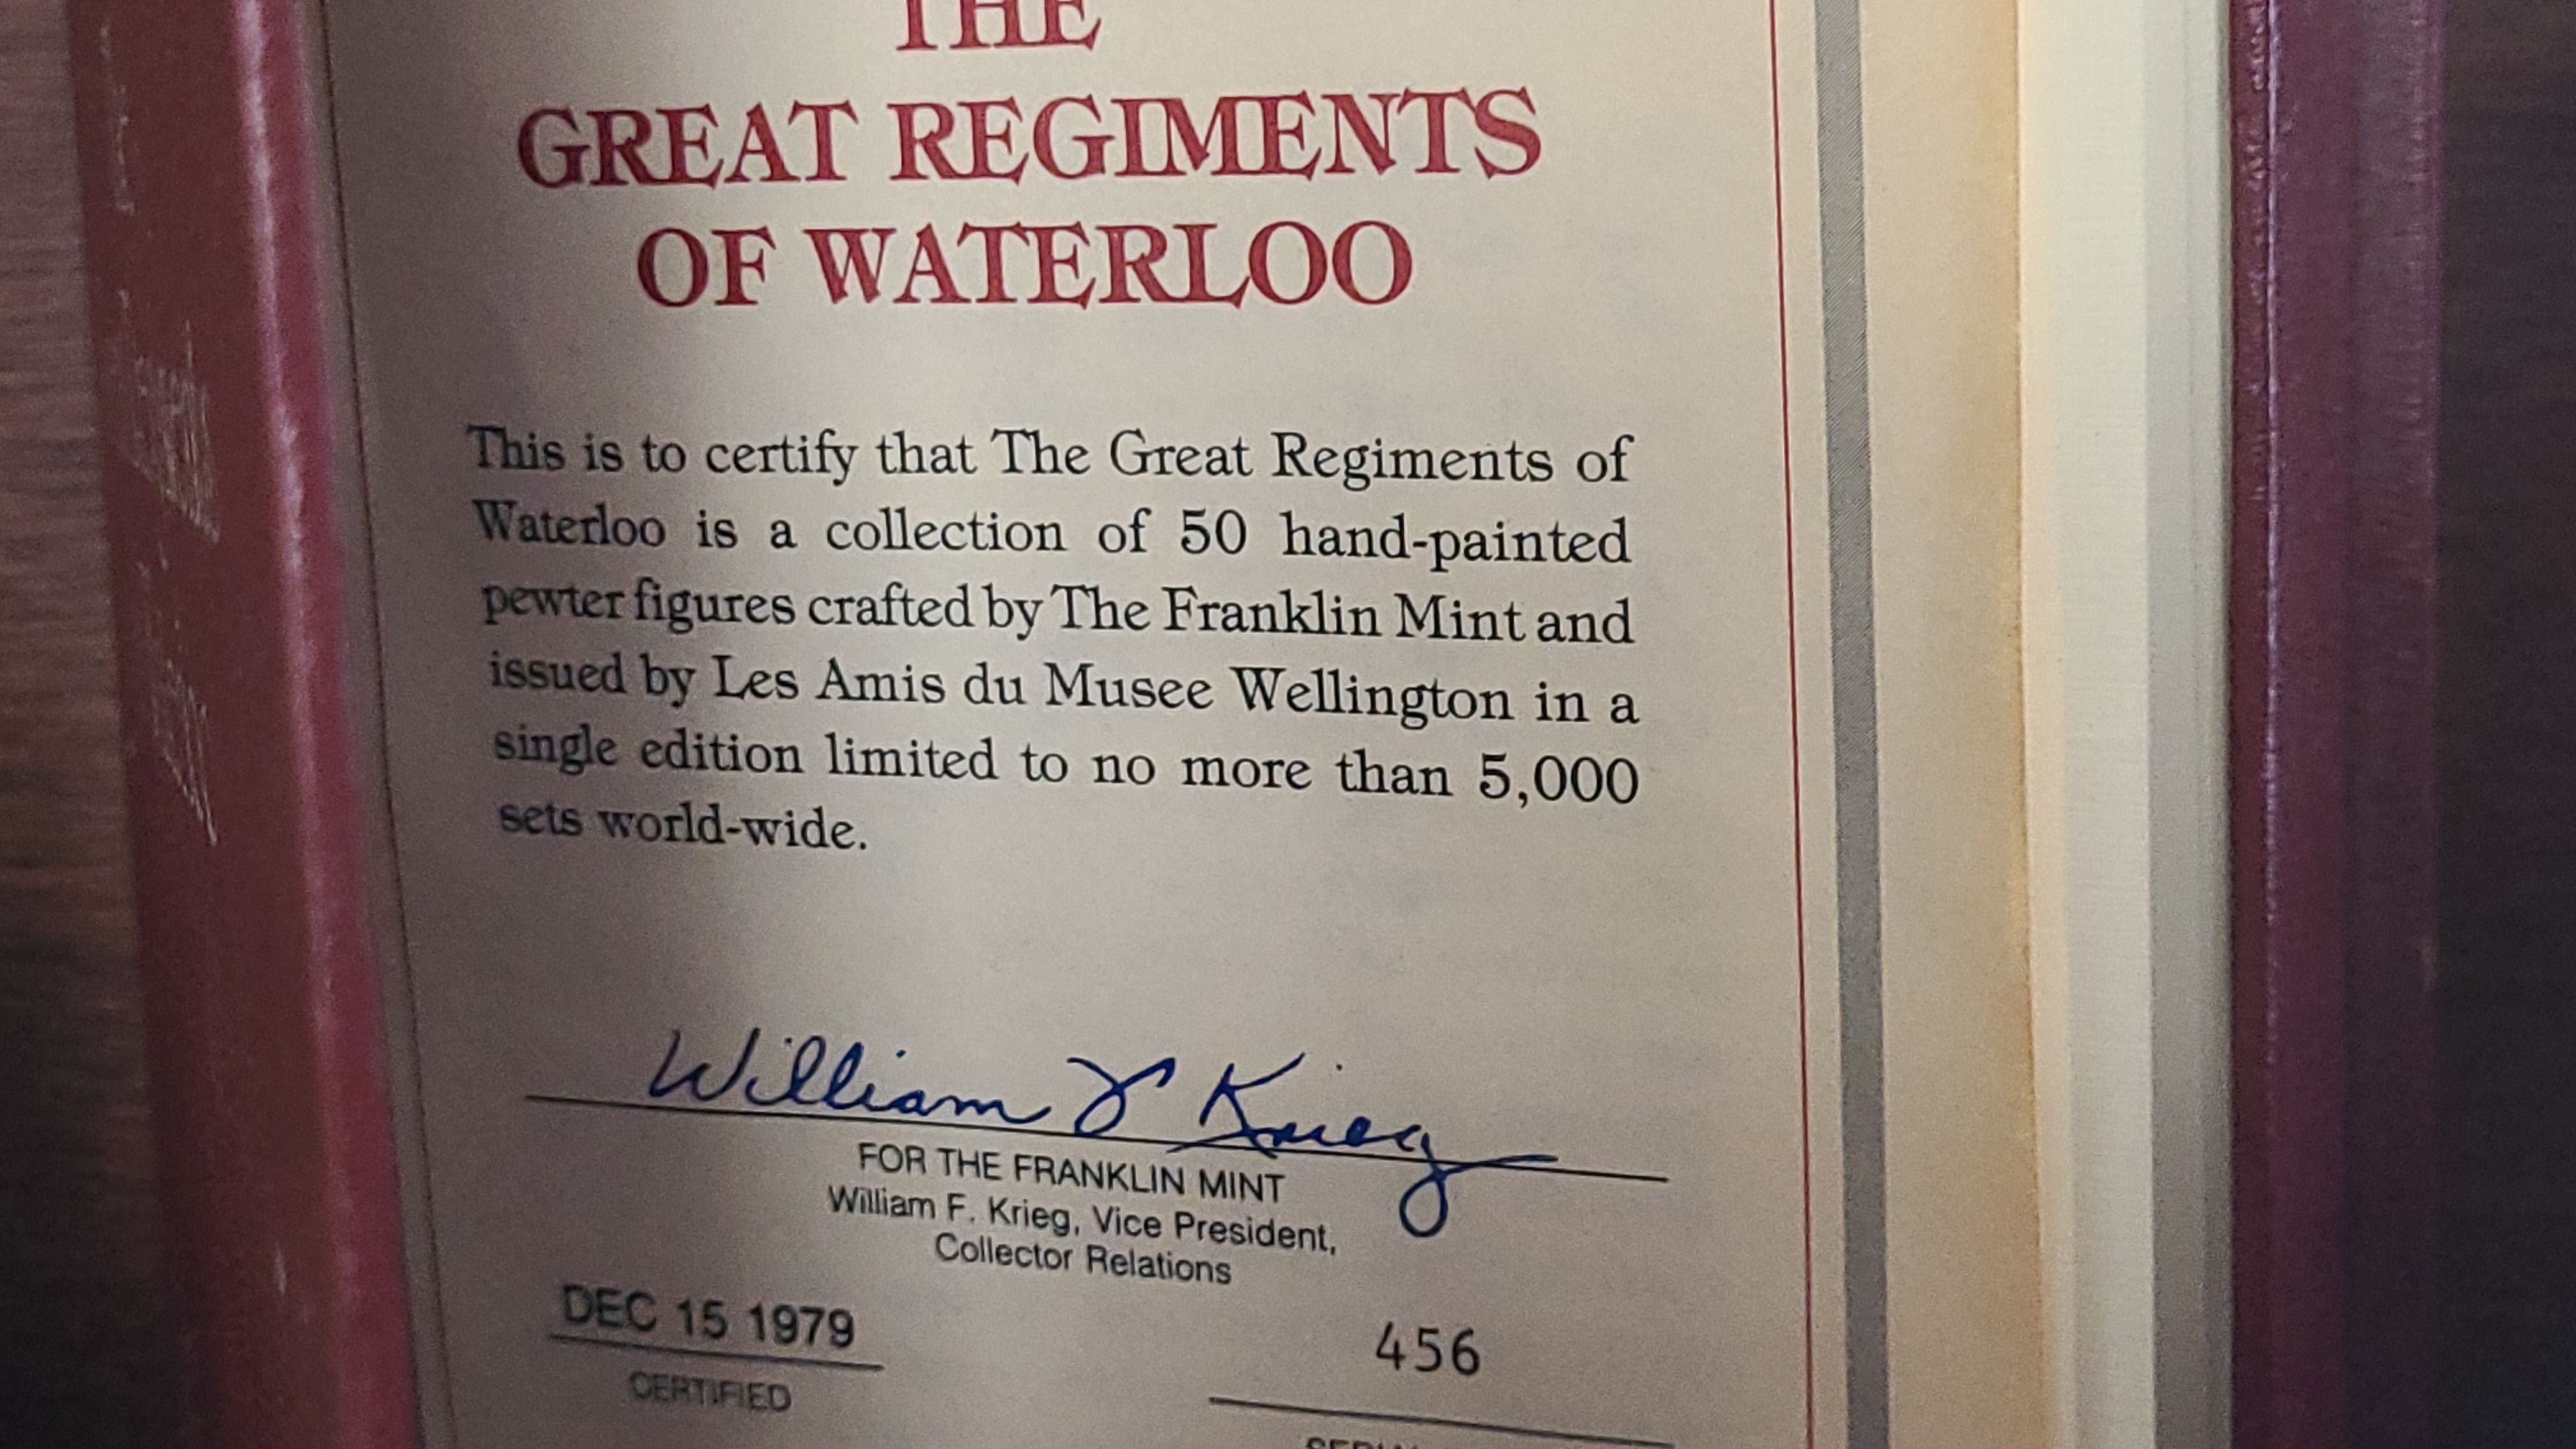 THE
GREAT REGIMENTS
OF WATERLOO
This is to certify that The Great Regiments of
Waterloo is a collection of 50 hand-painted
pewter figures crafted by The Franklin Mint and
issued by Les Amis du Musee Wellington in a
single edition limited to no more than 5,000
sets world-wide.
William F Krieg
FOR THE FRANKLIN MINT
William F. Krieg, Vice President,
Collector Relations
DEC 15 1979
456
CERTIFIED